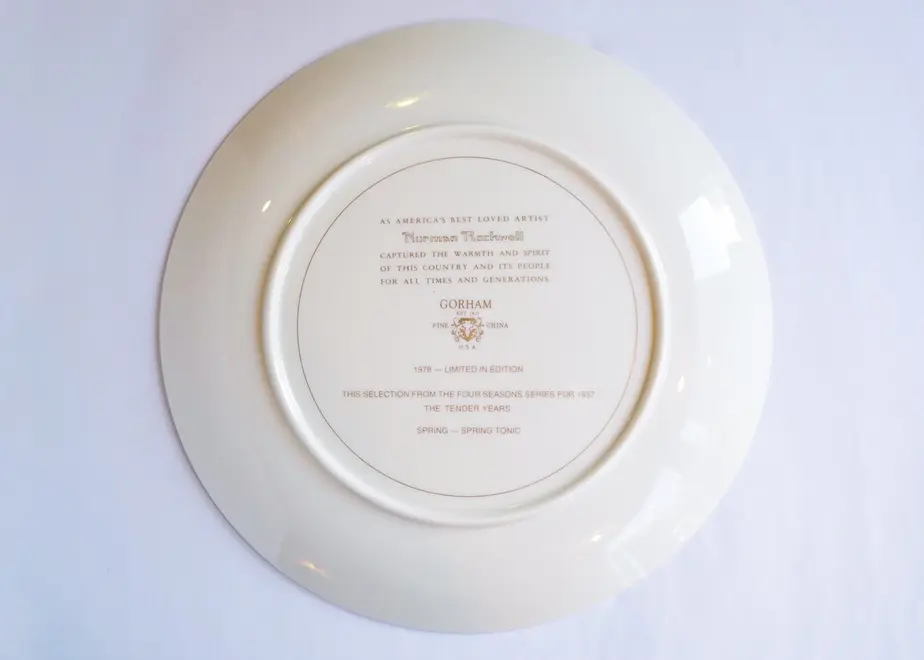 AS AMERICA'S BEST LOVED ARTIST
Norman Rockwell
CAPTURED THE WARMTH AND SPIRIT
OF THIS COUNTRY AND ITS PEOPLE
FOR ALL TIMES AND GENERATIONS.
GORHAM
EST. 1831
FINE CHINA
U.S.A.
1978 — LIMITED IN EDITION
THIS SELECTION FROM THE FOUR SEASONS SERIES FOR 1957
THE TENDER YEARS
SPRING — SPRING TONIC